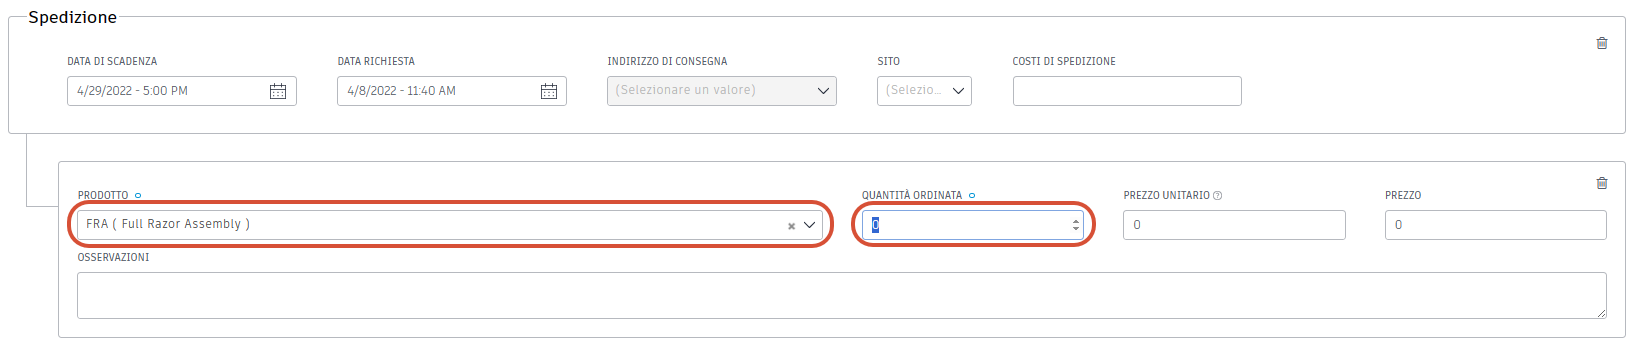 Spedizione
DATA DI SCADENZA DATA RICHIESTA INDIRIZZO DI CONSEGNA SITO COSTI DI SPEDIZIONE
4/29/2022 - 5:00 PM 4/8/2022 - 11:40 AM (Selezionare un valore) (Selezio...
PRODOTTO QUANTITÀ ORDINATA PREZZO UNITARIO ? PREZZO
FRA ( Full Razor Assembly ) 0 0 0
OSSERVAZIONI